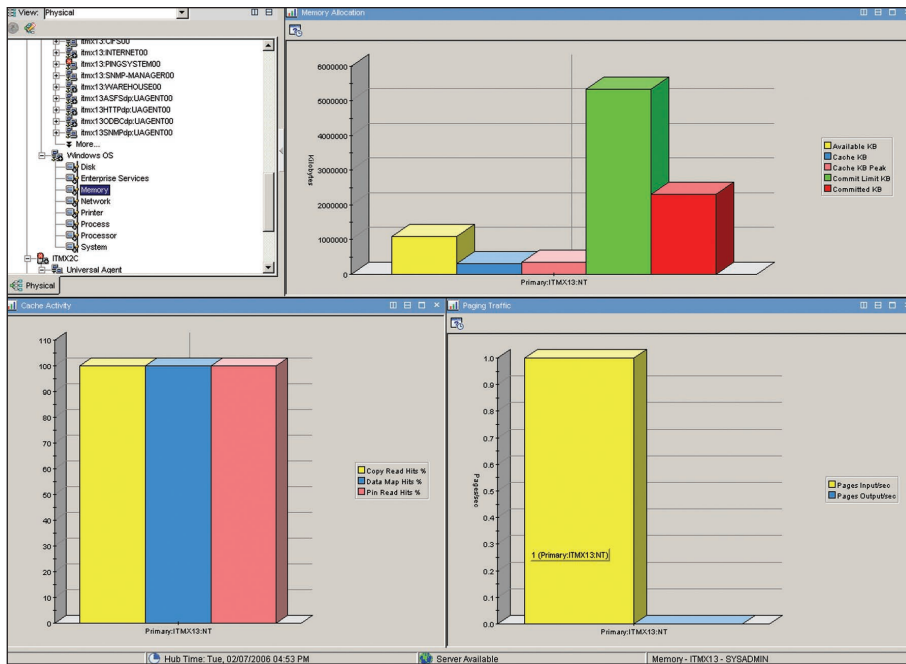 View: Physical
itmx13:CIFS00
itmx13:INTERNET00
itmx13:PINGSYSTEM00
itmx13:SNMP-MANAGER00
itmx13:WAREHOUSE00
itmx13ASFSdp:UAGENT00
itmx13HTTPdp:UAGENT00
itmx13ODBCdp:UAGENT00
itmx13SNMPdp:UAGENT00
More...
Windows OS
Disk
Enterprise Services
Memory
Network
Printer
Process
Processor
System
ITMX2C
Universal Agent
Physical
Memory Allocation
6000000
5000000
4000000
3000000
2000000
1000000
0
Kilobytes
Primary:ITMX13:NT
Available KB
Cache KB
Cache KB Peak
Commit Limit KB
Committed KB
Cache Activity
110
100
90
80
70
60
50
40
30
20
10
0
Primary:ITMX13:NT
Copy Read Hits %
Data Map Hits %
Pin Read Hits %
Paging Traffic
1.0
0.9
0.8
0.7
0.6
0.5
0.4
0.3
0.2
0.1
0.0
Pages/sec
1 (Primary:ITMX13:NT)
Primary:ITMX13:NT
Pages Input/sec
Pages Output/sec
Hub Time: Tue, 02/07/2006 04:53 PM
Server Available
Memory - ITMX13 - SYSADMIN